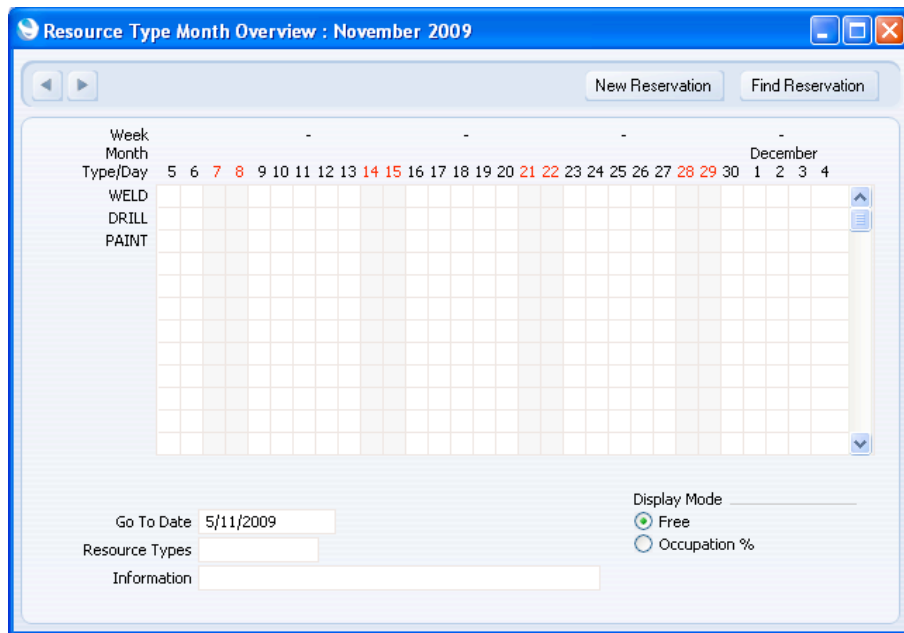 Resource Type Month Overview : November 2009
New Reservation Find Reservation
Week - - - -
Month December
Type/Day 5 6 7 8 9 10 11 12 13 14 15 16 17 18 19 20 21 22 23 24 25 26 27 28 29 30 1 2 3 4
WELD
DRILL
PAINT
Display Mode
Go To Date 5/11/2009 Free
Resource Types Occupation %
Information